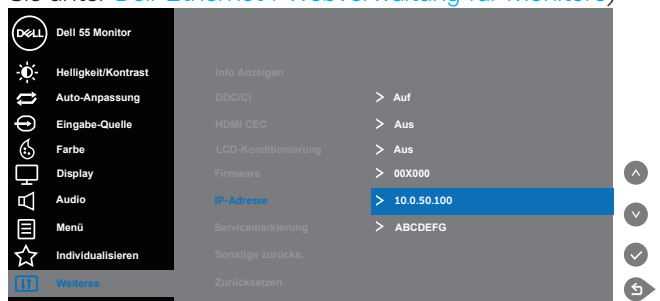 Sie unter Dell Ethernet-Webverwaltung für Monitore)
DELL Dell 55 Monitor
Helligkeit/Kontrast Info Anzeigen
Auto-Anpassung DDC/CI > Auf
Eingabe-Quelle HDMI CEC > Aus
Farbe LCD-Konditionierung > Aus
Display Firmware > 00X000
Audio IP-Adresse > 10.0.50.100
Menü Servicemarkierung > ABCDEFG
Individualisieren Sonstige zurücks.
Weiteres Zurücksetzen